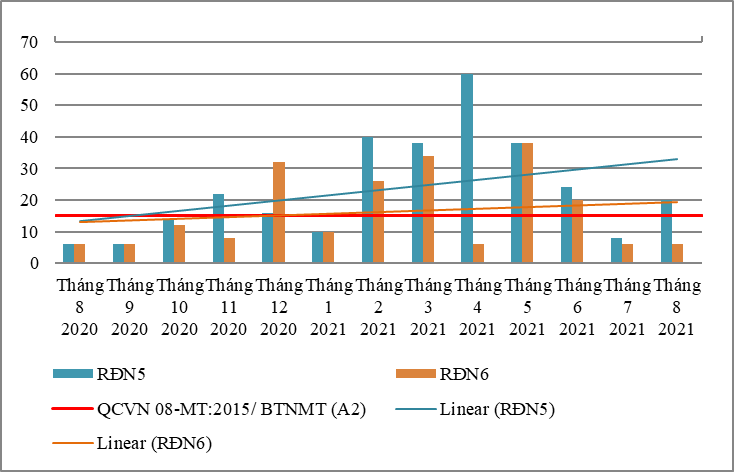 70
60
50
40
30
20
10
0
Tháng 8 2020
Tháng 9 2020
Tháng 10 2020
Tháng 11 2020
Tháng 12 2020
Tháng 1 2021
Tháng 2 2021
Tháng 3 2021
Tháng 4 2021
Tháng 5 2021
Tháng 6 2021
Tháng 7 2021
Tháng 8 2021
RĐN5
RĐN6
QCVN 08-MT:2015/ BTNMT (A2)
Linear (RĐN5)
Linear (RĐN6)